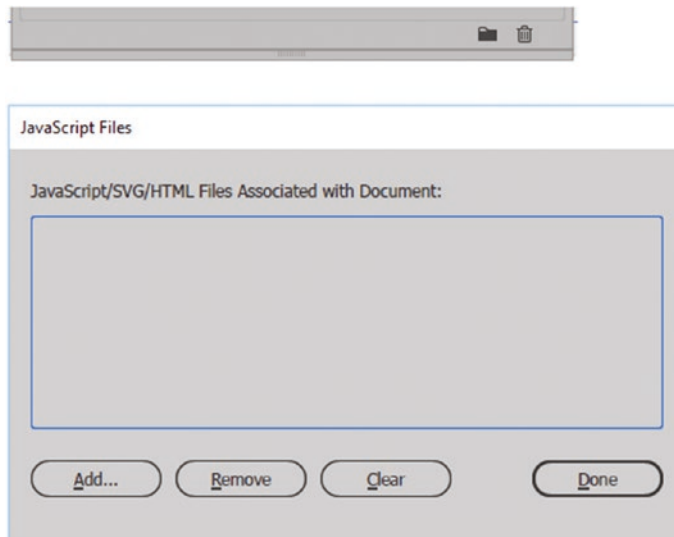 JavaScript Files
JavaScript/SVG/HTML Files Associated with Document:
Add... Remove Clear Done